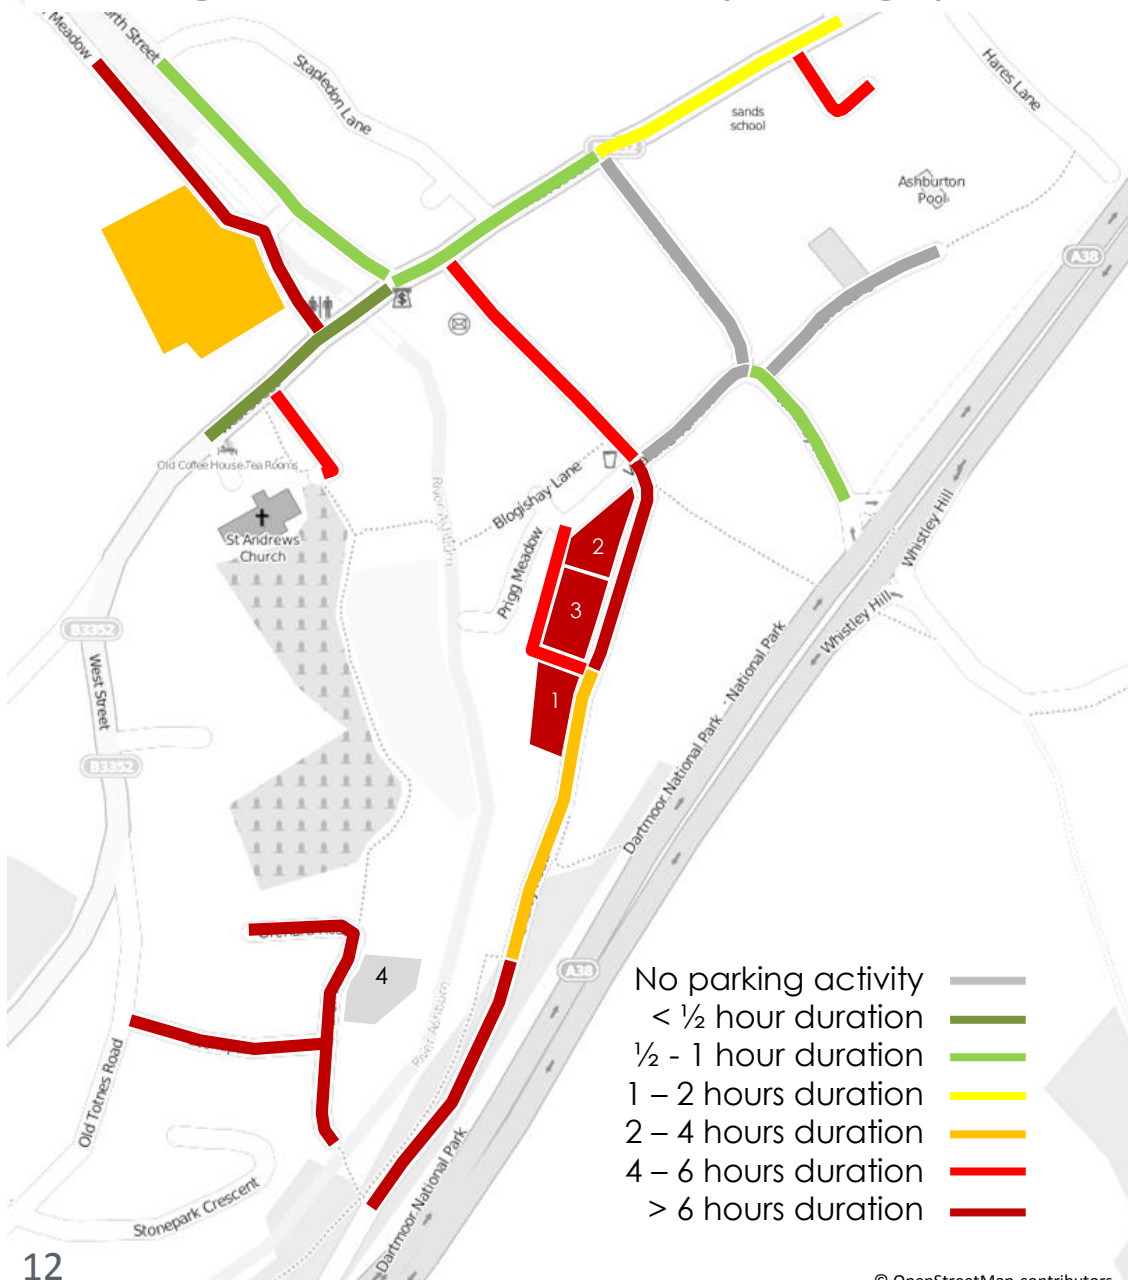 Meadow
North Street
Stapledon Lane
Hares Lane
sands
school
Ashburton
Pool
A38
$
Old Coffee House Tea Rooms
River Ashburn
Blogishay Lane
St Andrews
Church
Prigg Meadow
2
3
1
Whistley Hill
Whistley Hill
B3352
West Street
B3352
Dartmoor National Park
National Park
4
A38
River Ashburn
Old Totnes Road
Stonepark Crescent
Dartmoor National Park
No parking activity
< ½ hour duration
½ - 1 hour duration
1 – 2 hours duration
2 – 4 hours duration
4 – 6 hours duration
> 6 hours duration
12
© OpenStreetMap contributors